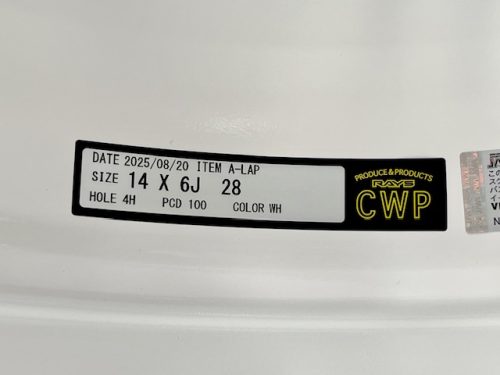 DATE 2025/08/20 ITEM A-LAP
SIZE 14 X 6J 28
HOLE 4H PCD 100 COLOR WH
PRODUCE & PRODUCTS
RAYS
CWP